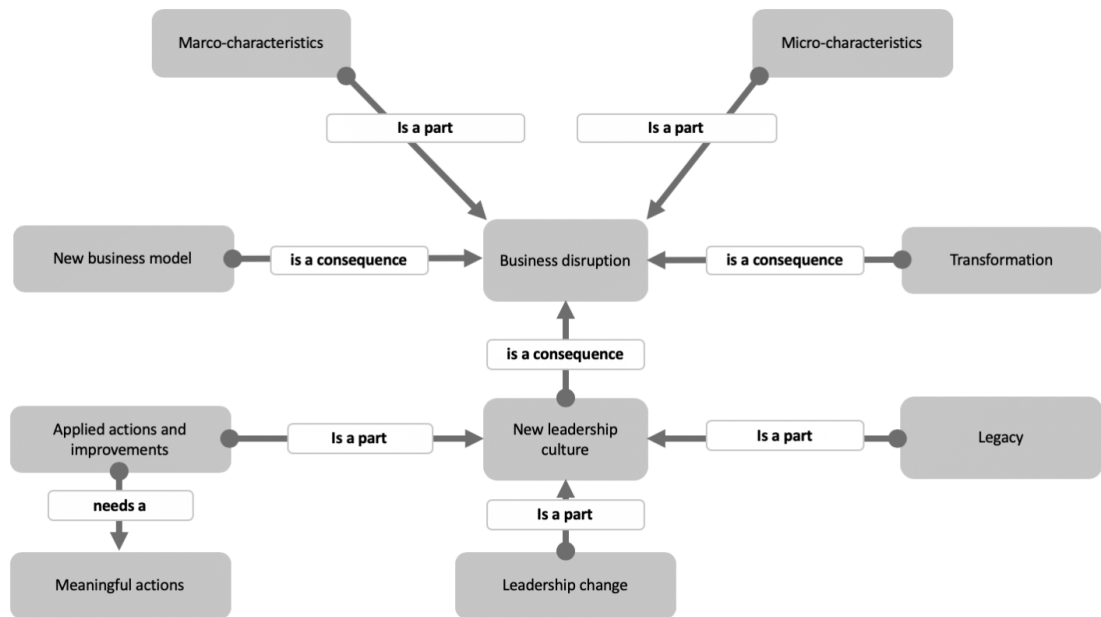 Marco-characteristics
Micro-characteristics
Is a part
Is a part
New business model
is a consequence
Business disruption
is a consequence
Transformation
is a consequence
Applied actions and
improvements
Is a part
New leadership
culture
Is a part
Legacy
needs a
Is a part
Meaningful actions
Leadership change